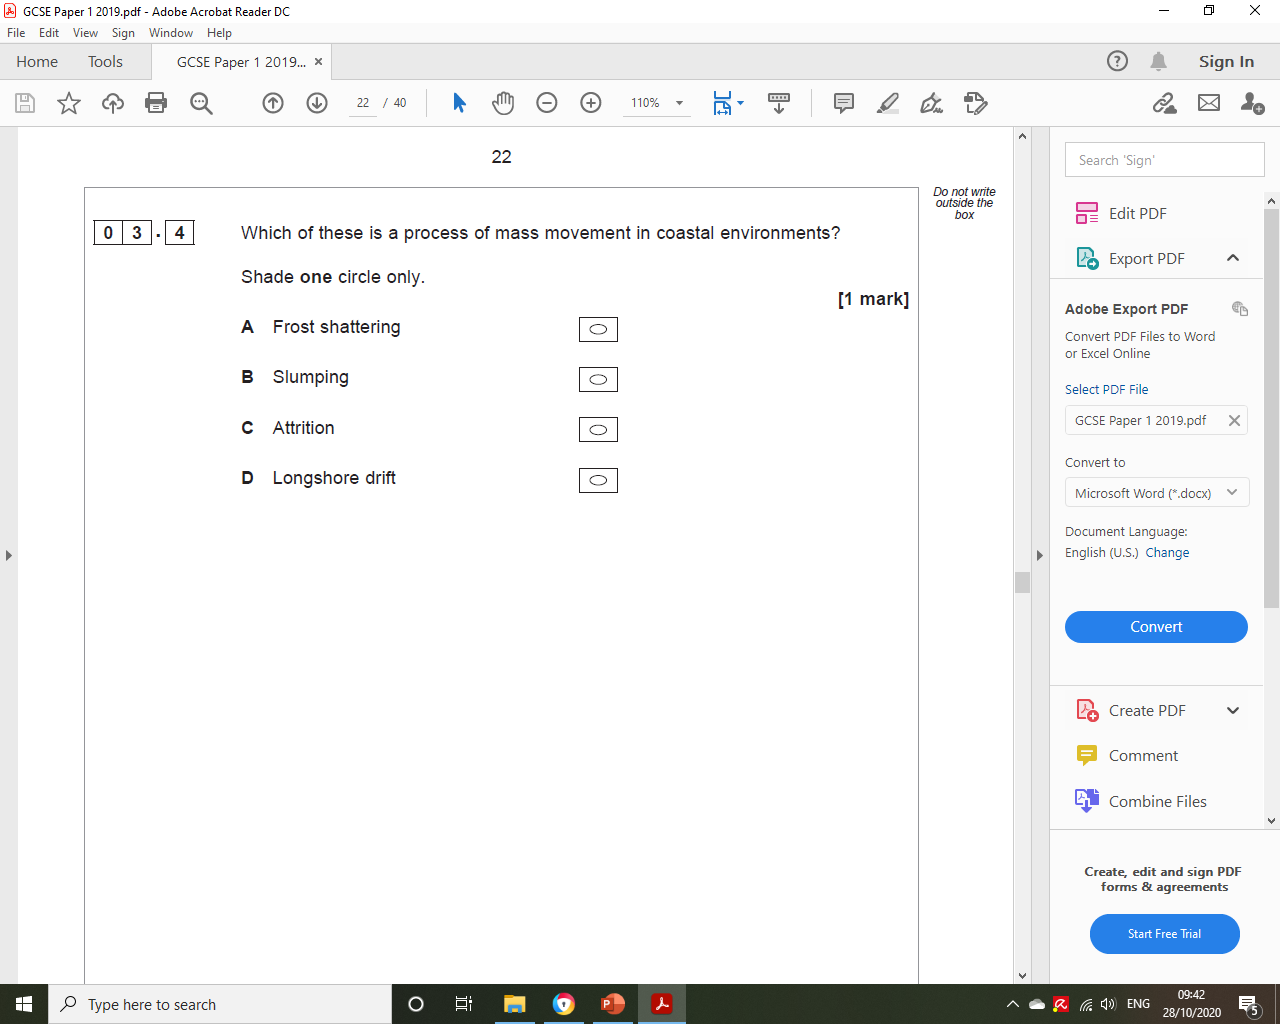 GCSE Paper 1 2019.pdf - Adobe Acrobat Reader DC
File Edit View Sign Window Help
Home Tools GCSE Paper 1 2019... × Sign In
22 / 40 110%
22
Do not write
outside the
box
0 3 . 4 Which of these is a process of mass movement in coastal environments?
Shade one circle only.
[1 mark]
A Frost shattering
B Slumping
C Attrition
D Longshore drift
Search 'Sign'
Edit PDF
Export PDF
Adobe Export PDF
Convert PDF Files to Word
or Excel Online
Select PDF File
GCSE Paper 1 2019.pdf
Convert to
Microsoft Word (*.docx)
Document Language:
English (U.S.) Change
Convert
Create PDF
Comment
Combine Files
Create, edit and sign PDF
forms & agreements
Start Free Trial
Type here to search
ENG
09:42
28/10/2020
5